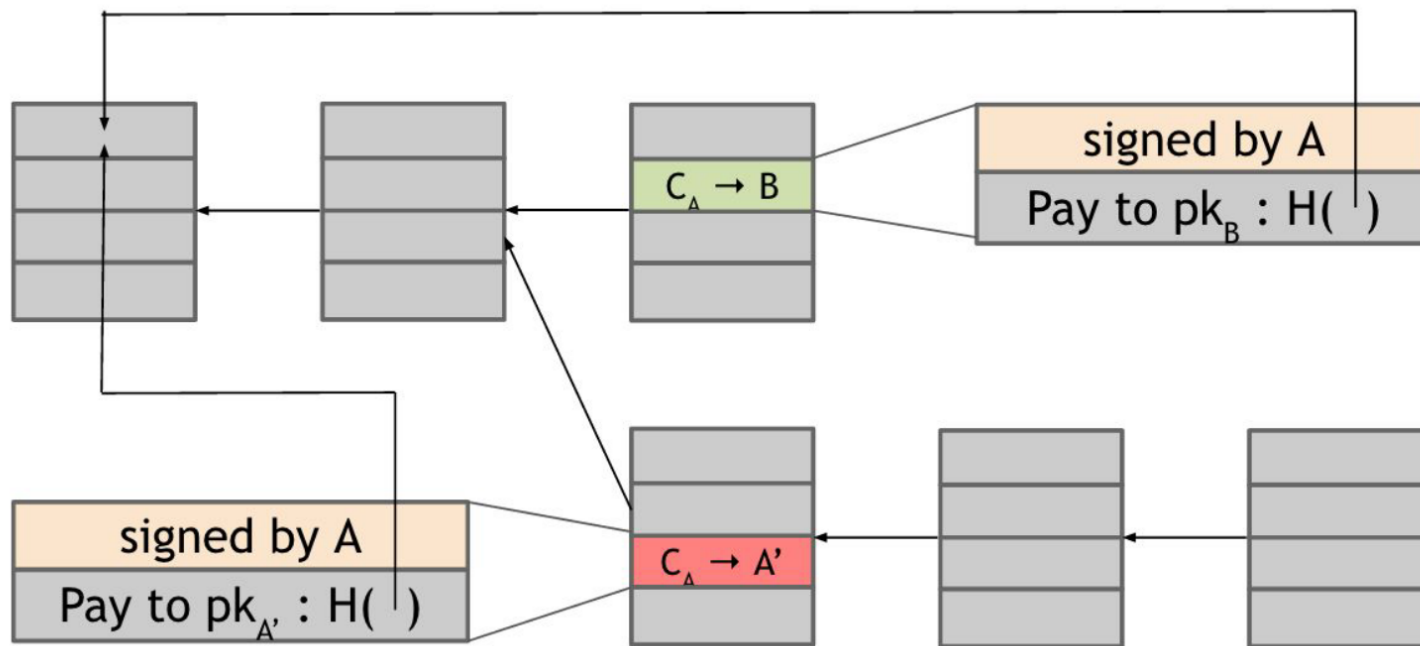 signed by A
C_A → B
Pay to pk_B : H( )
signed by A
C_A → A’
Pay to pk_A’ : H( )